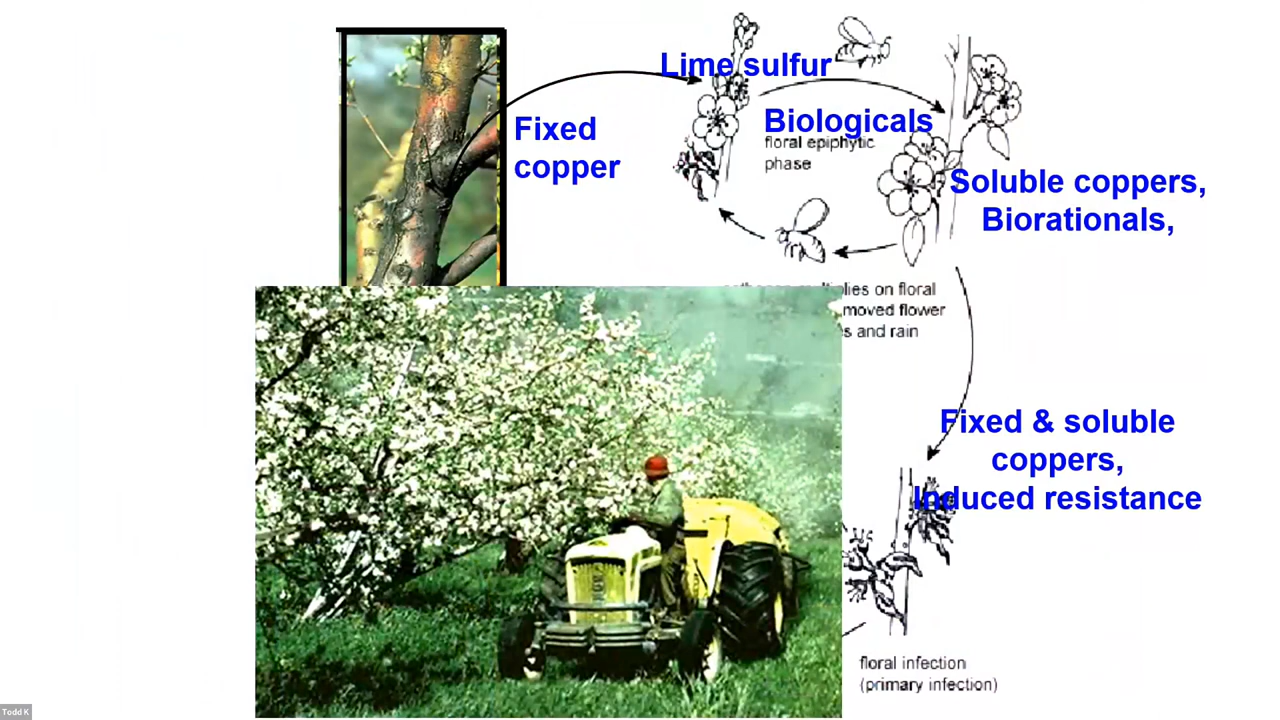 Lime sulfur
Fixed
copper
Biologicals
floral epiphytic
phase
Soluble coppers,
Biorationals,
on floral
moved flower
and rain
Fixed & soluble
coppers,
Induced resistance
floral infection
(primary infection)
Todd K